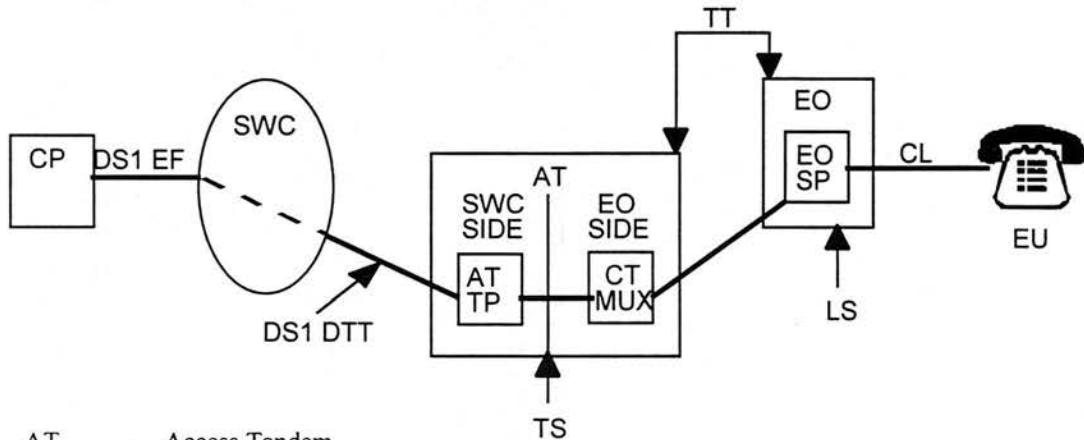 TT
EO
SWC
CP
DS1 EF
EO
SP
CL
AT
SWC
SIDE
EO
SIDE
EU
AT
TP
CT
MUX
LS
DS1 DTT
TS
AT - Access Tandem